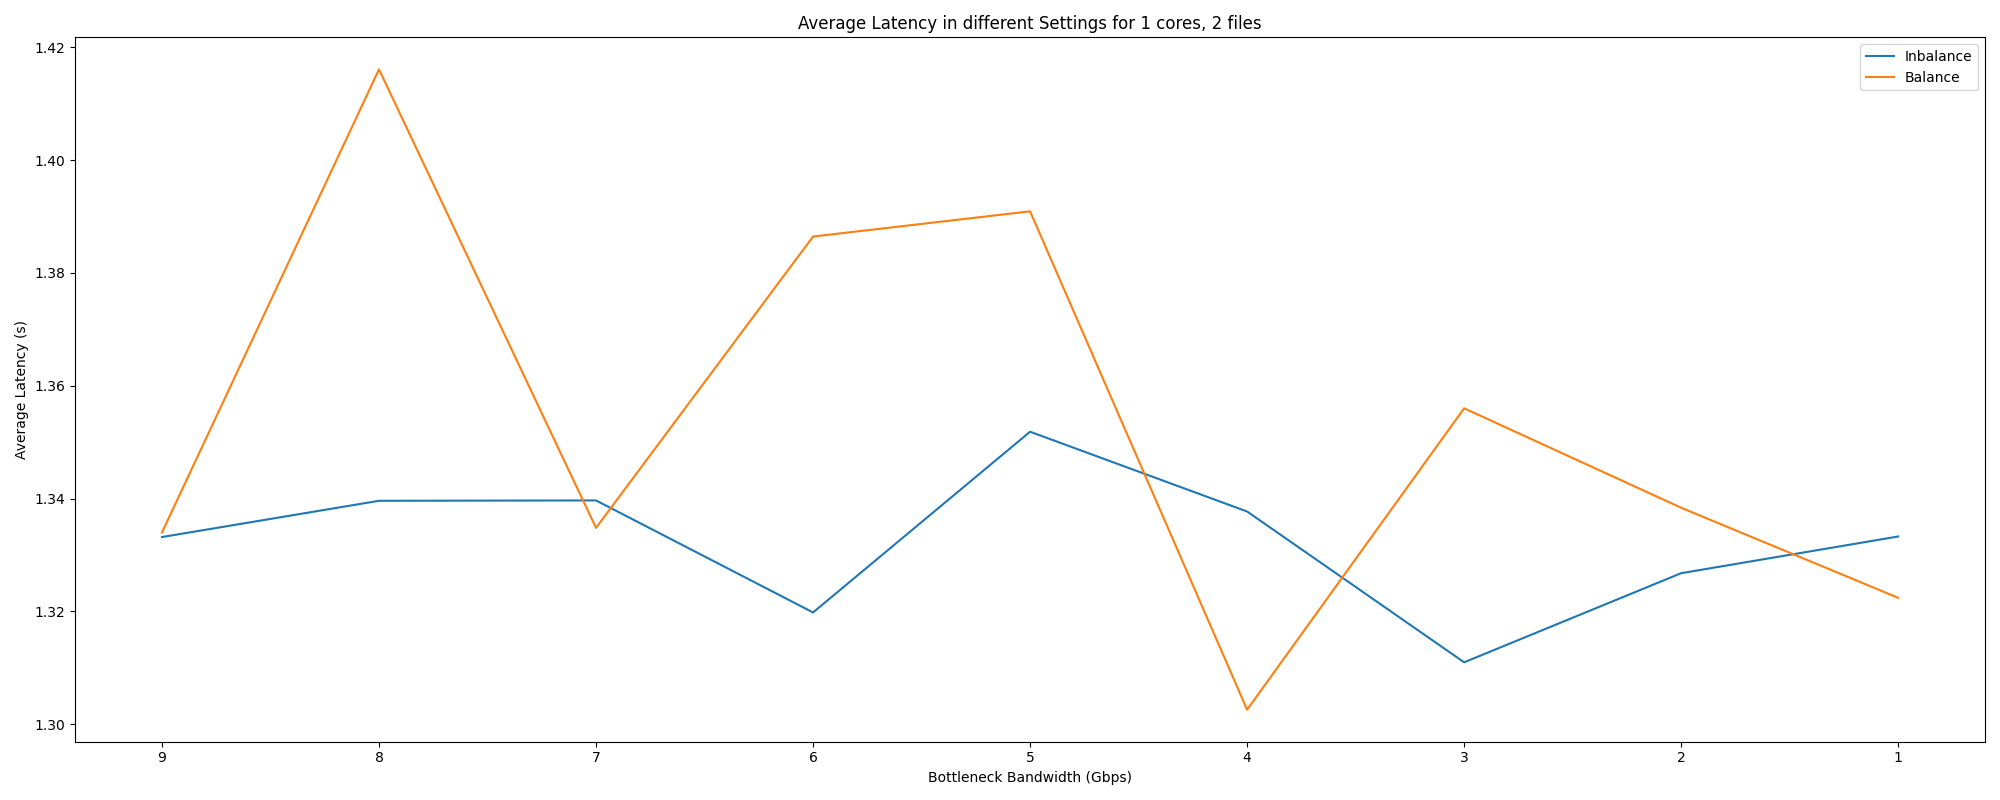 Average Latency in different Settings for 1 cores, 2 files
Inbalance
Balance
Average Latency (s)
1.42
1.40
1.38
1.36
1.34
1.32
1.30
9 8 7 6 5 4 3 2 1
Bottleneck Bandwidth (Gbps)